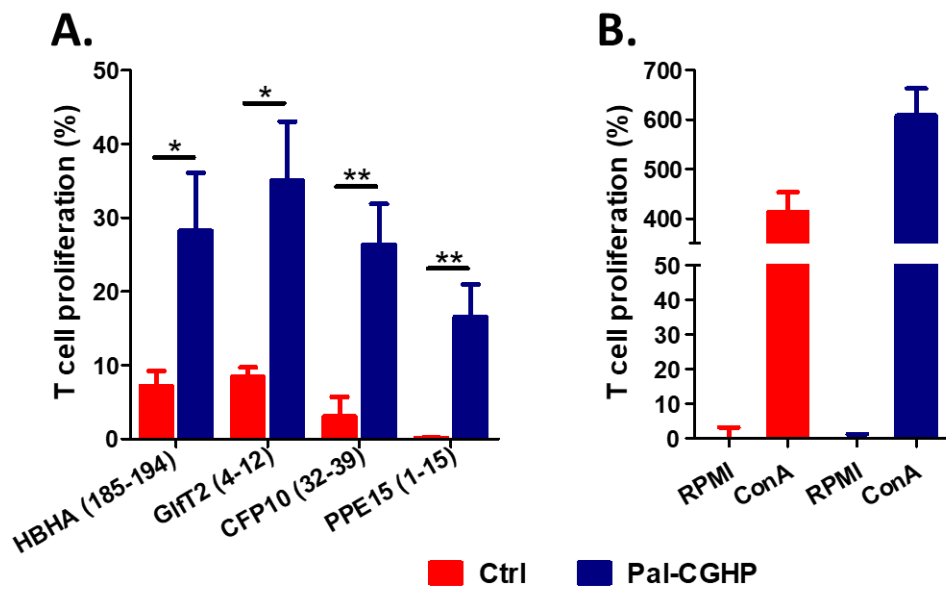 A.
T cell proliferation (%)
50
40
30
20
10
0
*
*
**
**
HBHA (185-194)
GlfT2 (4-12)
CFP10 (32-39)
PPE15 (1-15)
B.
T cell proliferation (%)
700
600
500
400
50
40
30
20
10
0
RPMI
ConA
RPMI
ConA
Ctrl
Pal-CGHP